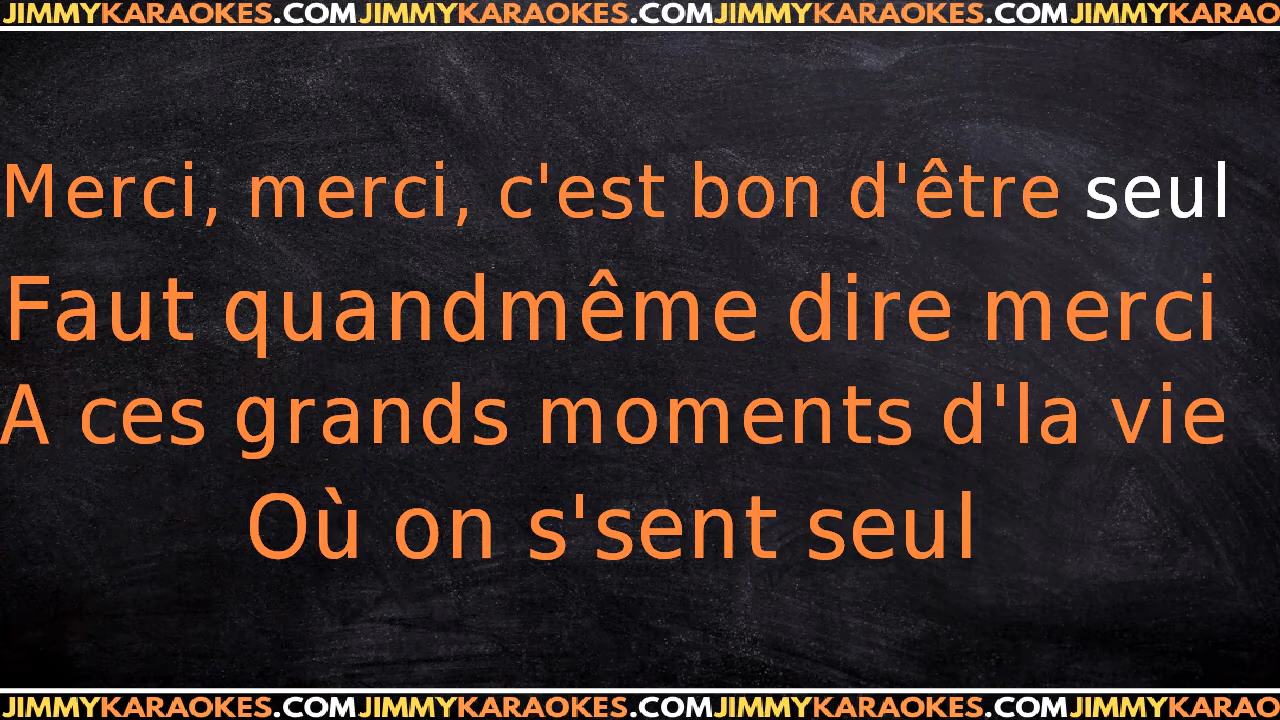 JIMMYKARAOKES.COMJIMMYKARAOKES.COMJIMMYKARAOKES.COMJIMMYKARAO
Merci, merci, c'est bon d'être seul
Faut quandmême dire merci
A ces grands moments d'la vie
Où on s'sent seul
JIMMYKARAOKES.COMJIMMYKARAOKES.COMJIMMYKARAOKES.COMJIMMYKARAO